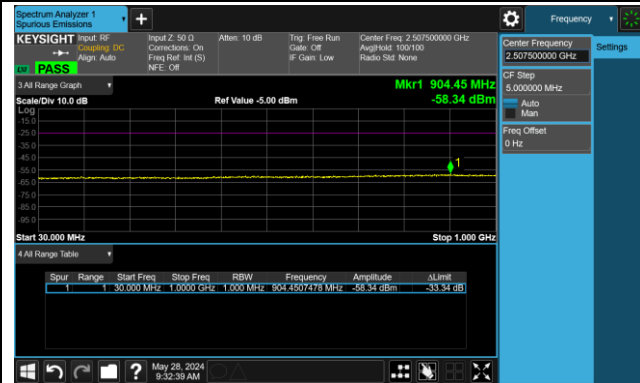 Spectrum Analyzer 1
Spurious Emissions
Frequency
KEYSIGHT
Input: RF
Coupling: DC
Align: Auto
Input Z: 50 Ω
Corrections: On
Freq Ref: Int (S)
NFE: Off
Atten: 10 dB
Trig: Free Run
Gate: Off
IF Gain: Low
Center Freq: 2.507500000 GHz
Avg|Hold: 100/100
Radio Std: None
PASS
Center Frequency
2.507500000 GHz
Settings
CF Step
5.000000 MHz
Auto
Man
Freq Offset
0 Hz
3 All Range Graph
Mkr1 904.45 MHz
Scale/Div 10.0 dB
Ref Value -5.00 dBm
-58.34 dBm
Log
-15.0
-25.0
-35.0
-45.0
-55.0
-65.0
-75.0
-85.0
-95.0
1
Start 30.000 MHz
Stop 1.000 GHz
4 All Range Table
Spur Range Start Freq Stop Freq RBW Frequency Amplitude ΔLimit
1 1 30.000 MHz 1.0000 GHz 1.000 MHz 904.4507478 MHz -58.34 dBm -33.34 dB
?
May 28, 2024
9:32:39 AM